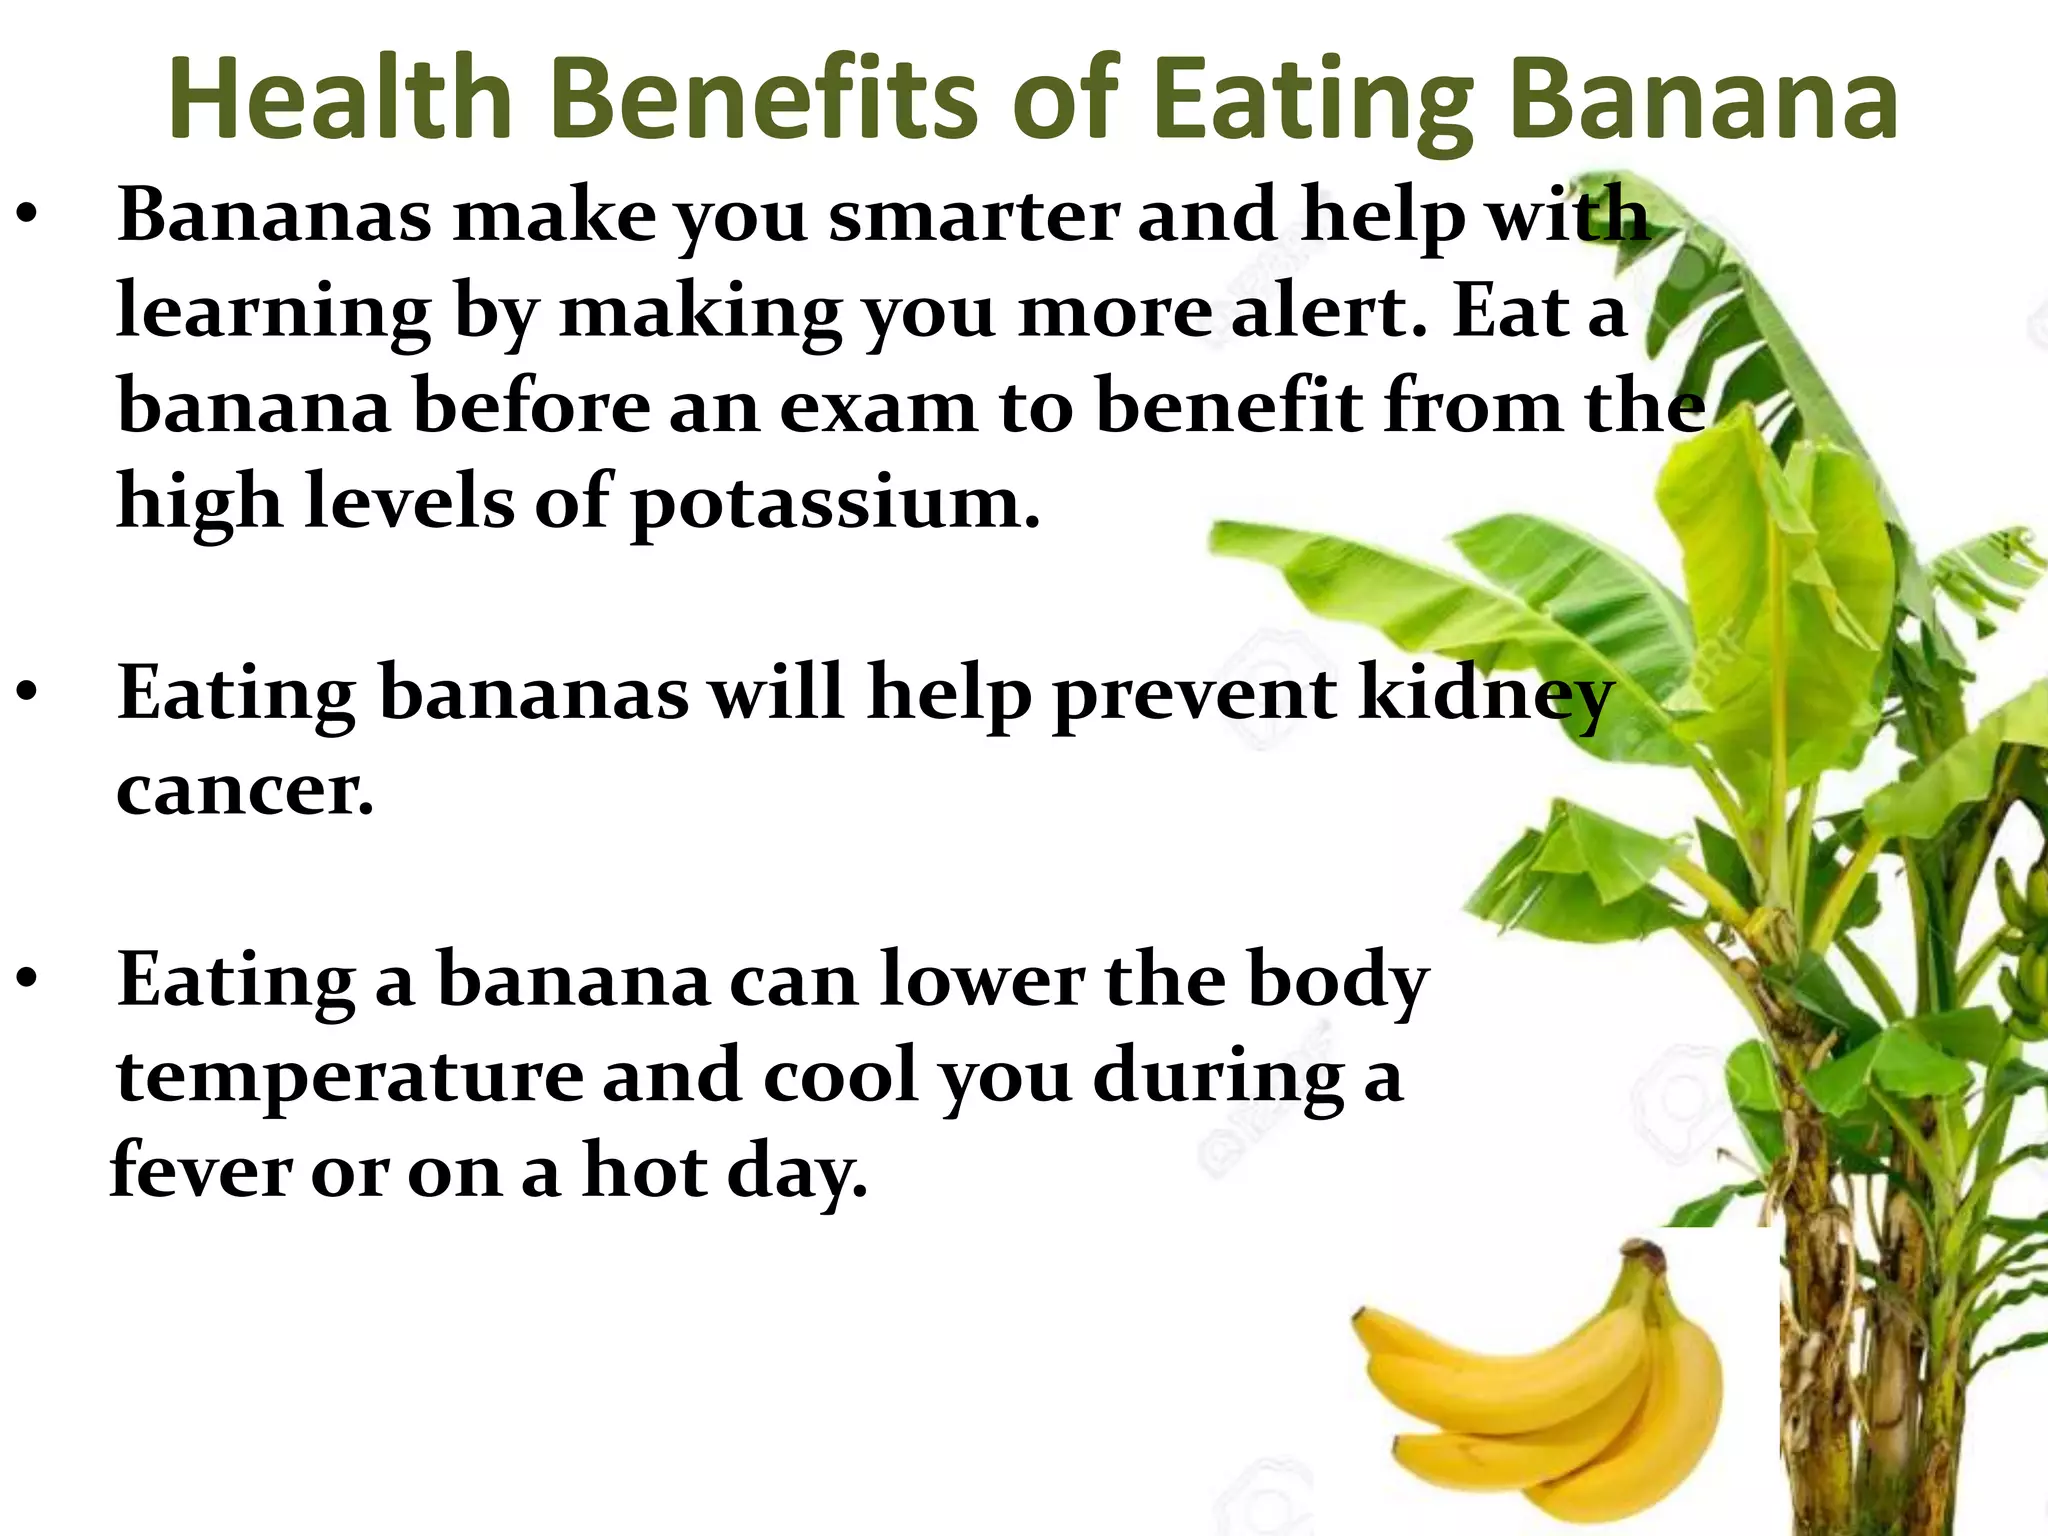 Health Benefits of Eating Banana
• Bananas make you smarter and help with
learning by making you more alert. Eat a
banana before an exam to benefit from the
high levels of potassium.
• Eating bananas will help prevent kidney
cancer.
• Eating a banana can lower the body
temperature and cool you during a
fever or on a hot day.